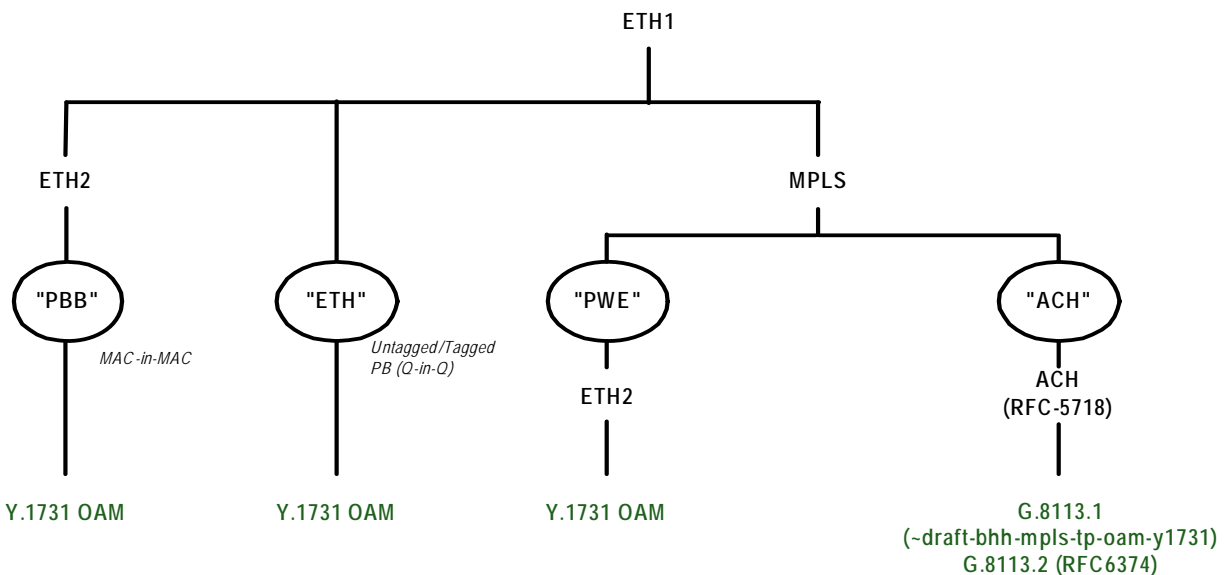 ETH1
ETH2
MPLS
"PBB"
"ETH"
"PWE"
"ACH"
MAC-in-MAC
Untagged/Tagged
PB (Q-in-Q)
ETH2
ACH
(RFC-5718)
Y.1731 OAM
Y.1731 OAM
Y.1731 OAM
G.8113.1
(~draft-bhh-mpls-tp-oam-y1731)
G.8113.2 (RFC6374)